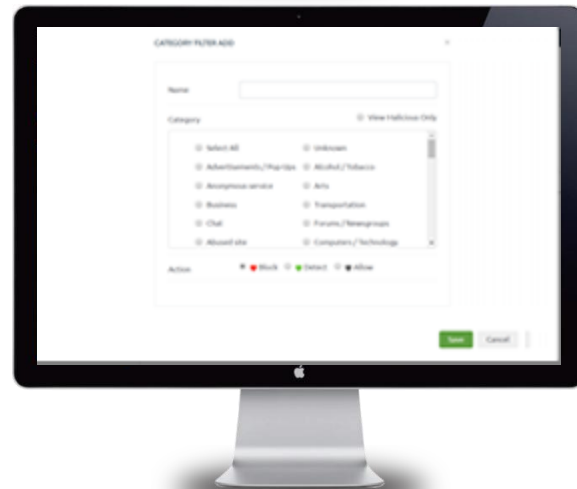 CATEGORY FILTER ADD
Name
Category View Malicious Only
Select All Unknown
Advertisements / Pop-Ups Alcohol / Tobacco
Anonymous service Arts
Business Transportation
Chat Forums / Newsgroups
Abused site Computers / Technology
Action Block Detect Allow
Save Cancel